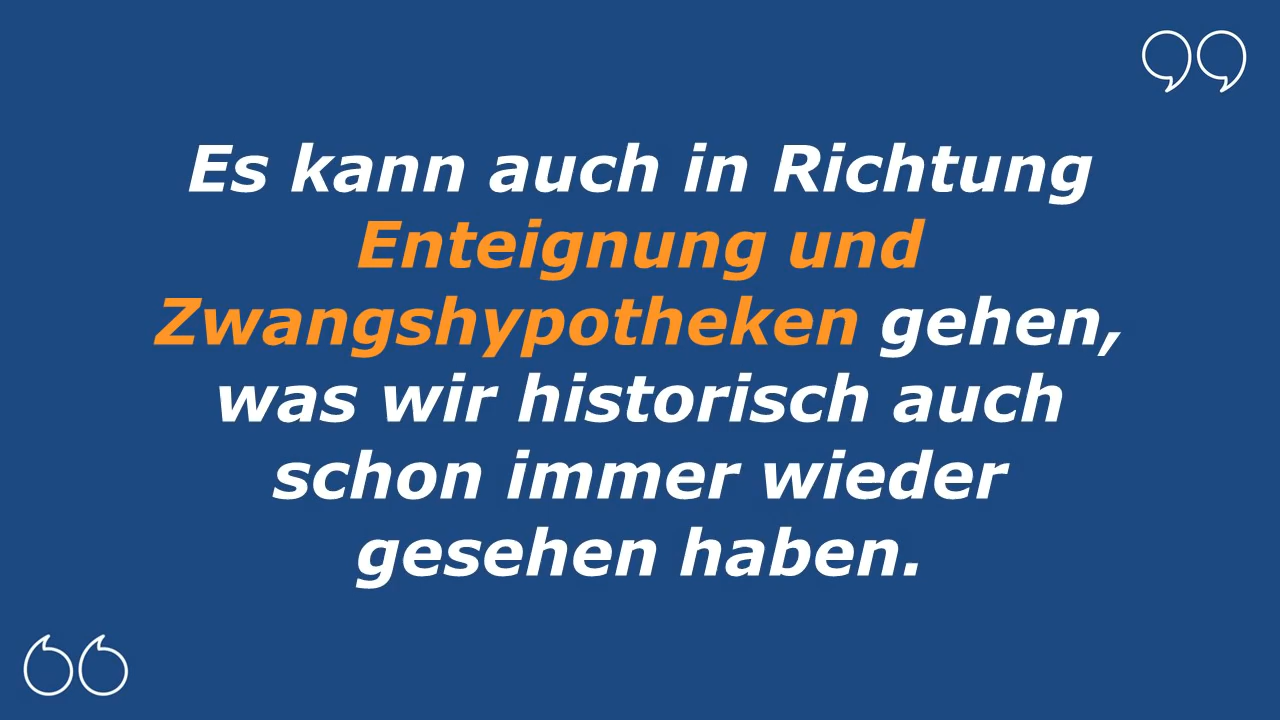 Es kann auch in Richtung
Enteignung und
Zwangshypotheken gehen,
was wir historisch auch
schon immer wieder
gesehen haben.